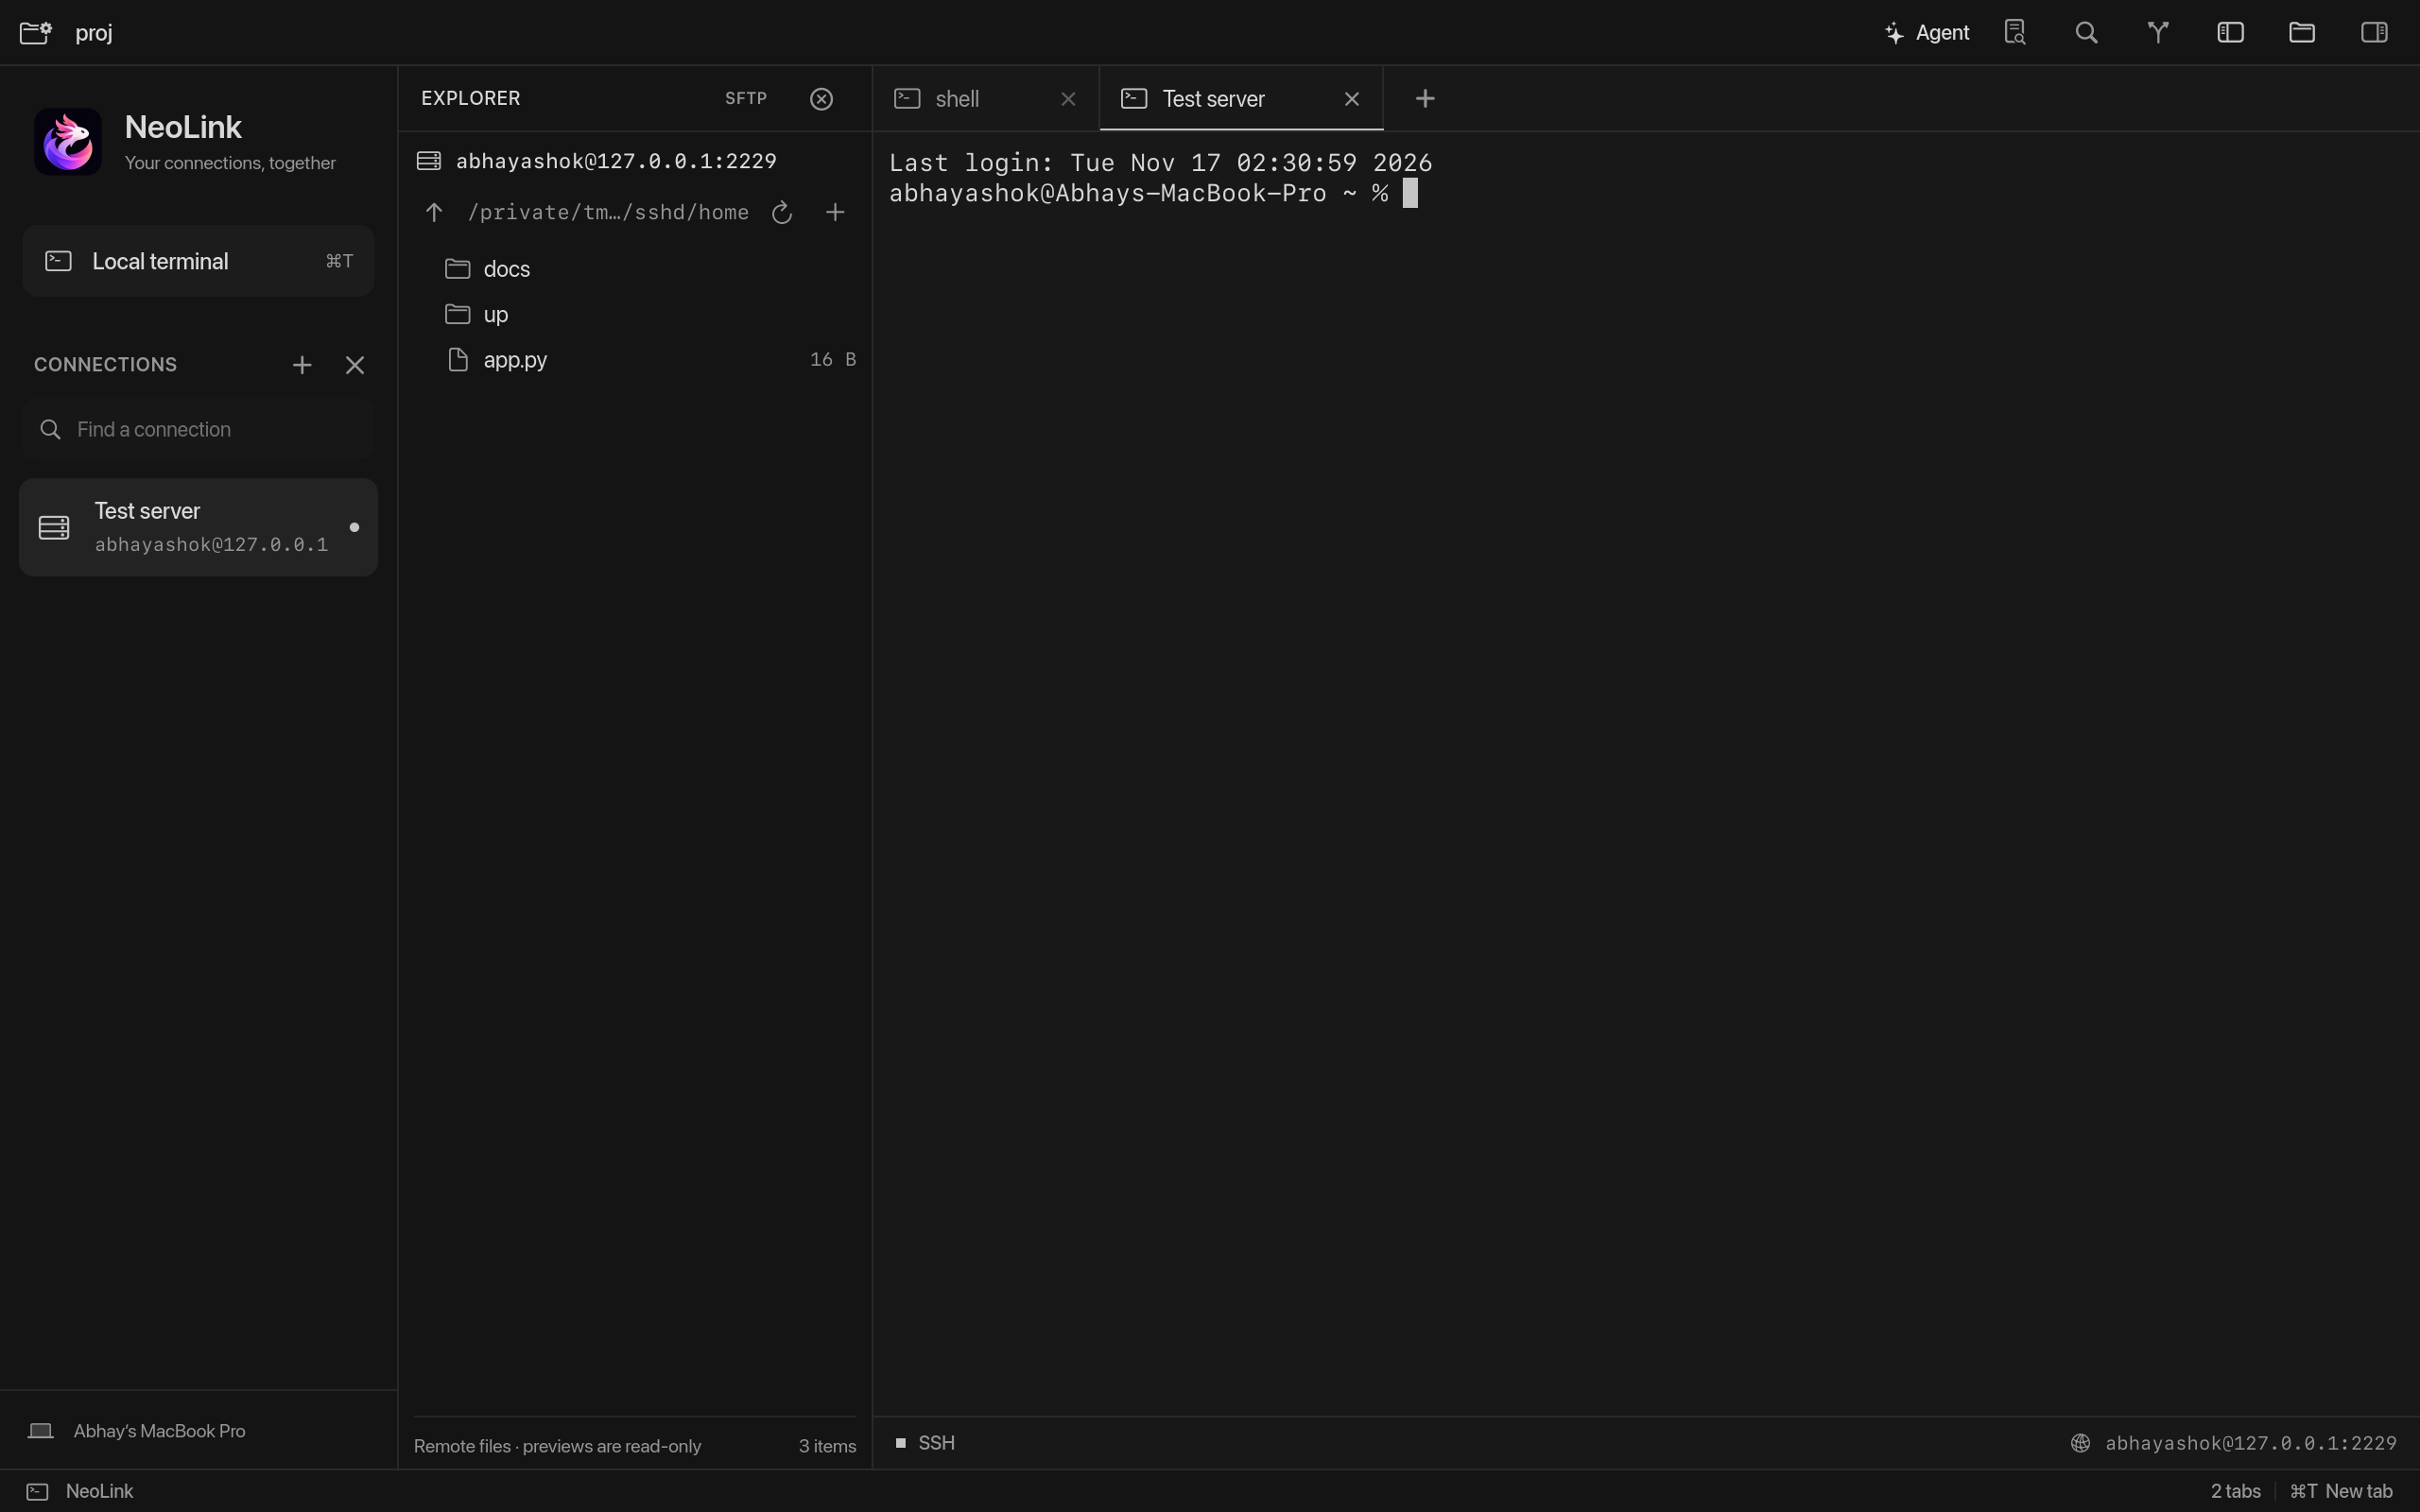 proj
Agent
NeoLink
Your connections, together
Local terminal ⌘T
CONNECTIONS
Find a connection
Test server
abhayashok@127.0.0.1
Abhay's MacBook Pro
EXPLORER SFTP
abhayashok@127.0.0.1:2229
/private/tm…/sshd/home
docs
up
app.py 16 B
Remote files · previews are read-only 3 items
shell
Test server
Last login: Tue Nov 17 02:30:59 2026
abhayashok@Abhays-MacBook-Pro ~ %
SSH abhayashok@127.0.0.1:2229
NeoLink 2 tabs ⌘T New tab